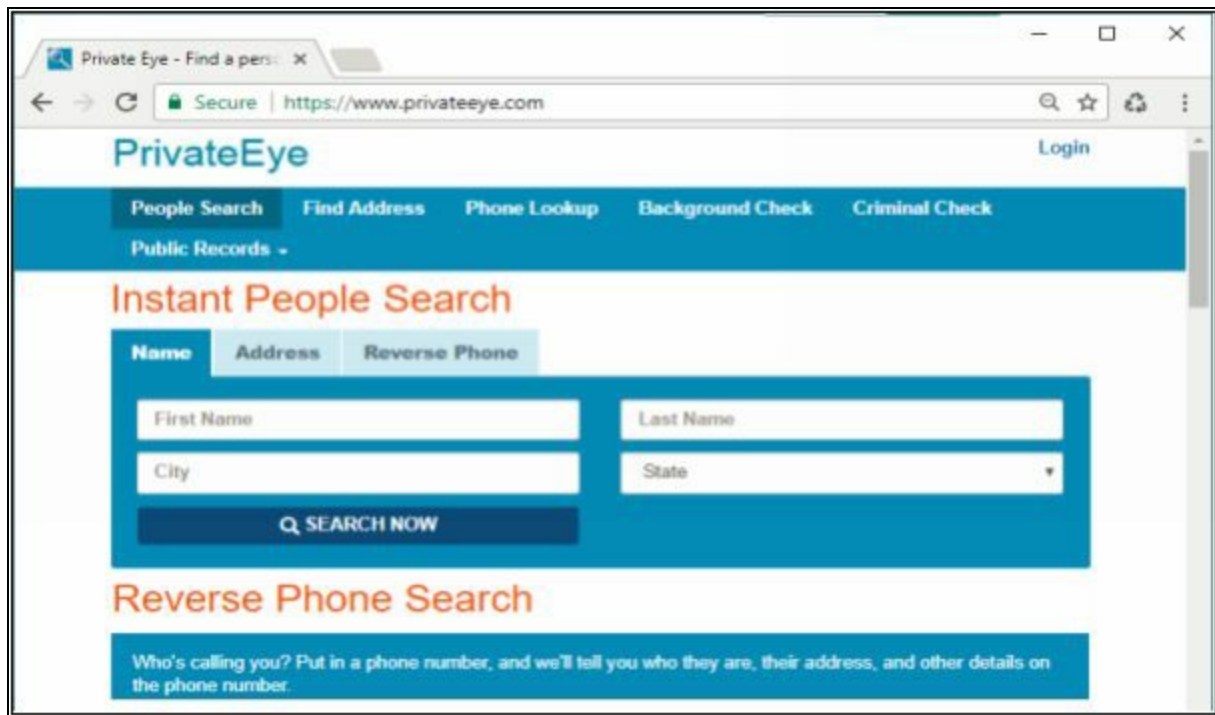 Private Eye - Find a pers
Secure | https://www.privateeye.com
PrivateEye
Login
People Search Find Address Phone Lookup Background Check Criminal Check
Public Records
Instant People Search
Name Address Reverse Phone
First Name Last Name
City State
SEARCH NOW
Reverse Phone Search
Who's calling you? Put in a phone number, and we'll tell you who they are, their address, and other details on
the phone number.